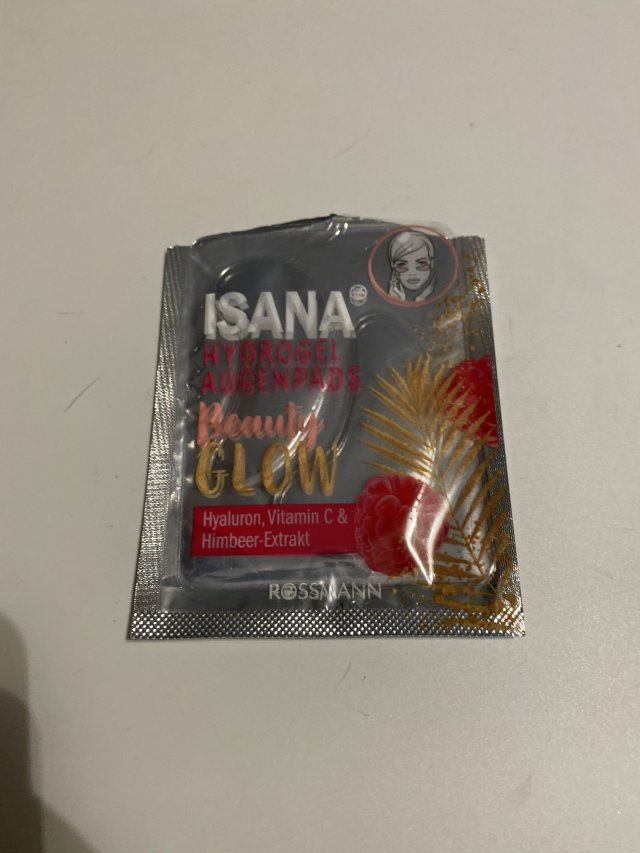 ISANA
HYDROGEL
AUGENPADS
Beauty
GLOW
Hyaluron, Vitamin C &
Himbeer-Extrakt
ROSSMANN